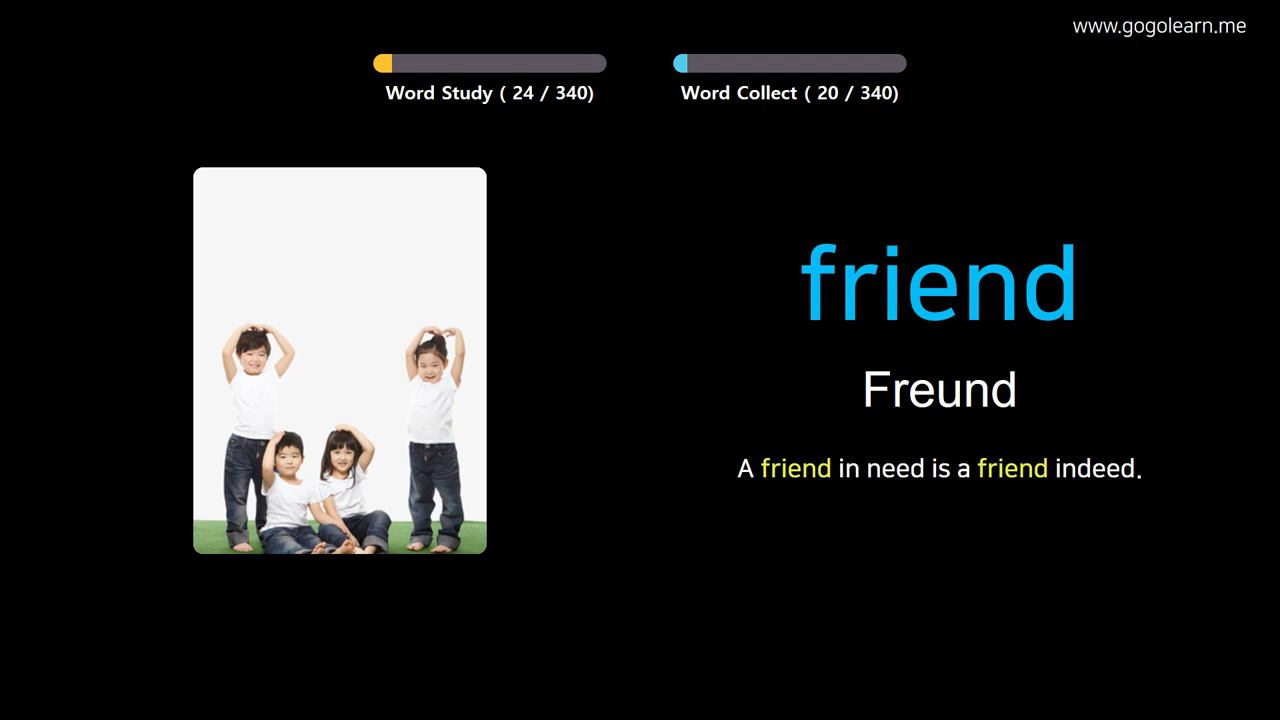 www.gogolearn.me
Word Study ( 24 / 340)
Word Collect ( 20 / 340)
friend
Freund
A friend in need is a friend indeed.